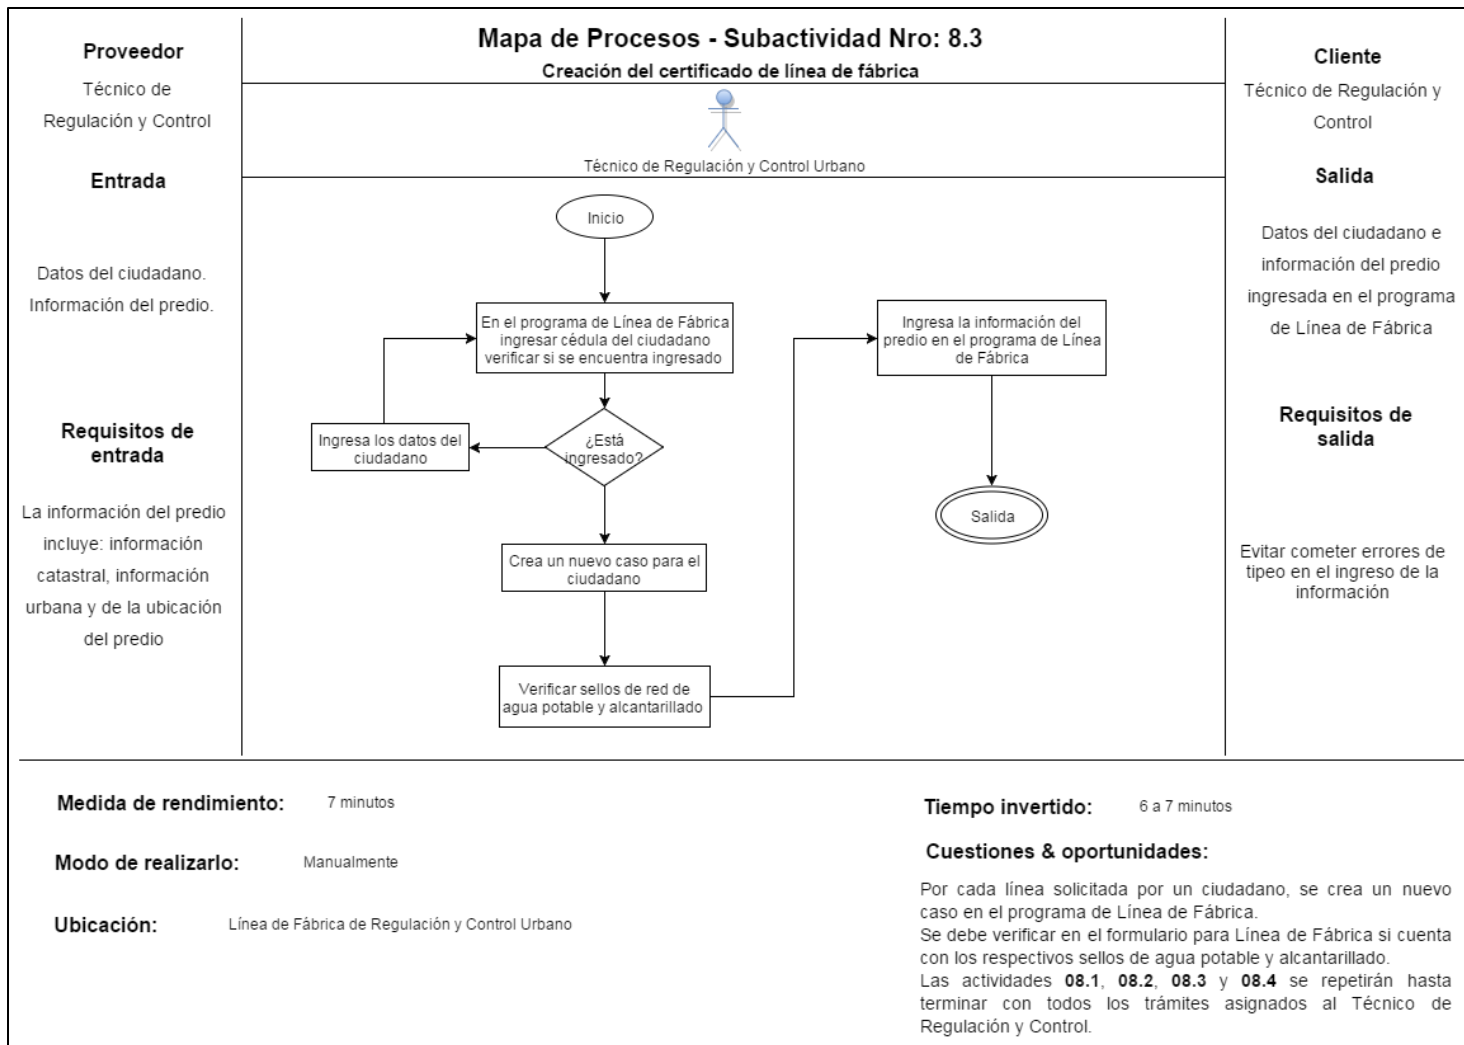 Mapa de Procesos - Subactividad Nro: 8.3
Creación del certificado de línea de fábrica
Proveedor
Técnico de
Regulación y Control
Entrada
Datos del ciudadano.
Información del predio.
Requisitos de
entrada
La información del predio
incluye: información
catastral, información
urbana y de la ubicación
del predio
Técnico de Regulación y Control Urbano
Inicio
En el programa de Línea de Fábrica
ingresar cédula del ciudadano
verificar si se encuentra ingresado
¿Está
ingresado?
Ingresa los datos del
ciudadano
Crea un nuevo caso para el
ciudadano
Verificar sellos de red de
agua potable y alcantarillado
Ingresa la información del
predio en el programa de Línea
de Fábrica
Salida
Cliente
Técnico de Regulación y
Control
Salida
Datos del ciudadano e
información del predio
ingresada en el programa
de Línea de Fábrica
Requisitos de
salida
Evitar cometer errores de
tipeo en el ingreso de la
información
Medida de rendimiento: 7 minutos
Modo de realizarlo: Manualmente
Ubicación: Línea de Fábrica de Regulación y Control Urbano
Tiempo invertido: 6 a 7 minutos
Cuestiones & oportunidades:
Por cada línea solicitada por un ciudadano, se crea un nuevo
caso en el programa de Línea de Fábrica.
Se debe verificar en el formulario para Línea de Fábrica si cuenta
con los respectivos sellos de agua potable y alcantarillado.
Las actividades 08.1, 08.2, 08.3 y 08.4 se repetirán hasta
terminar con todos los trámites asignados al Técnico de
Regulación y Control.